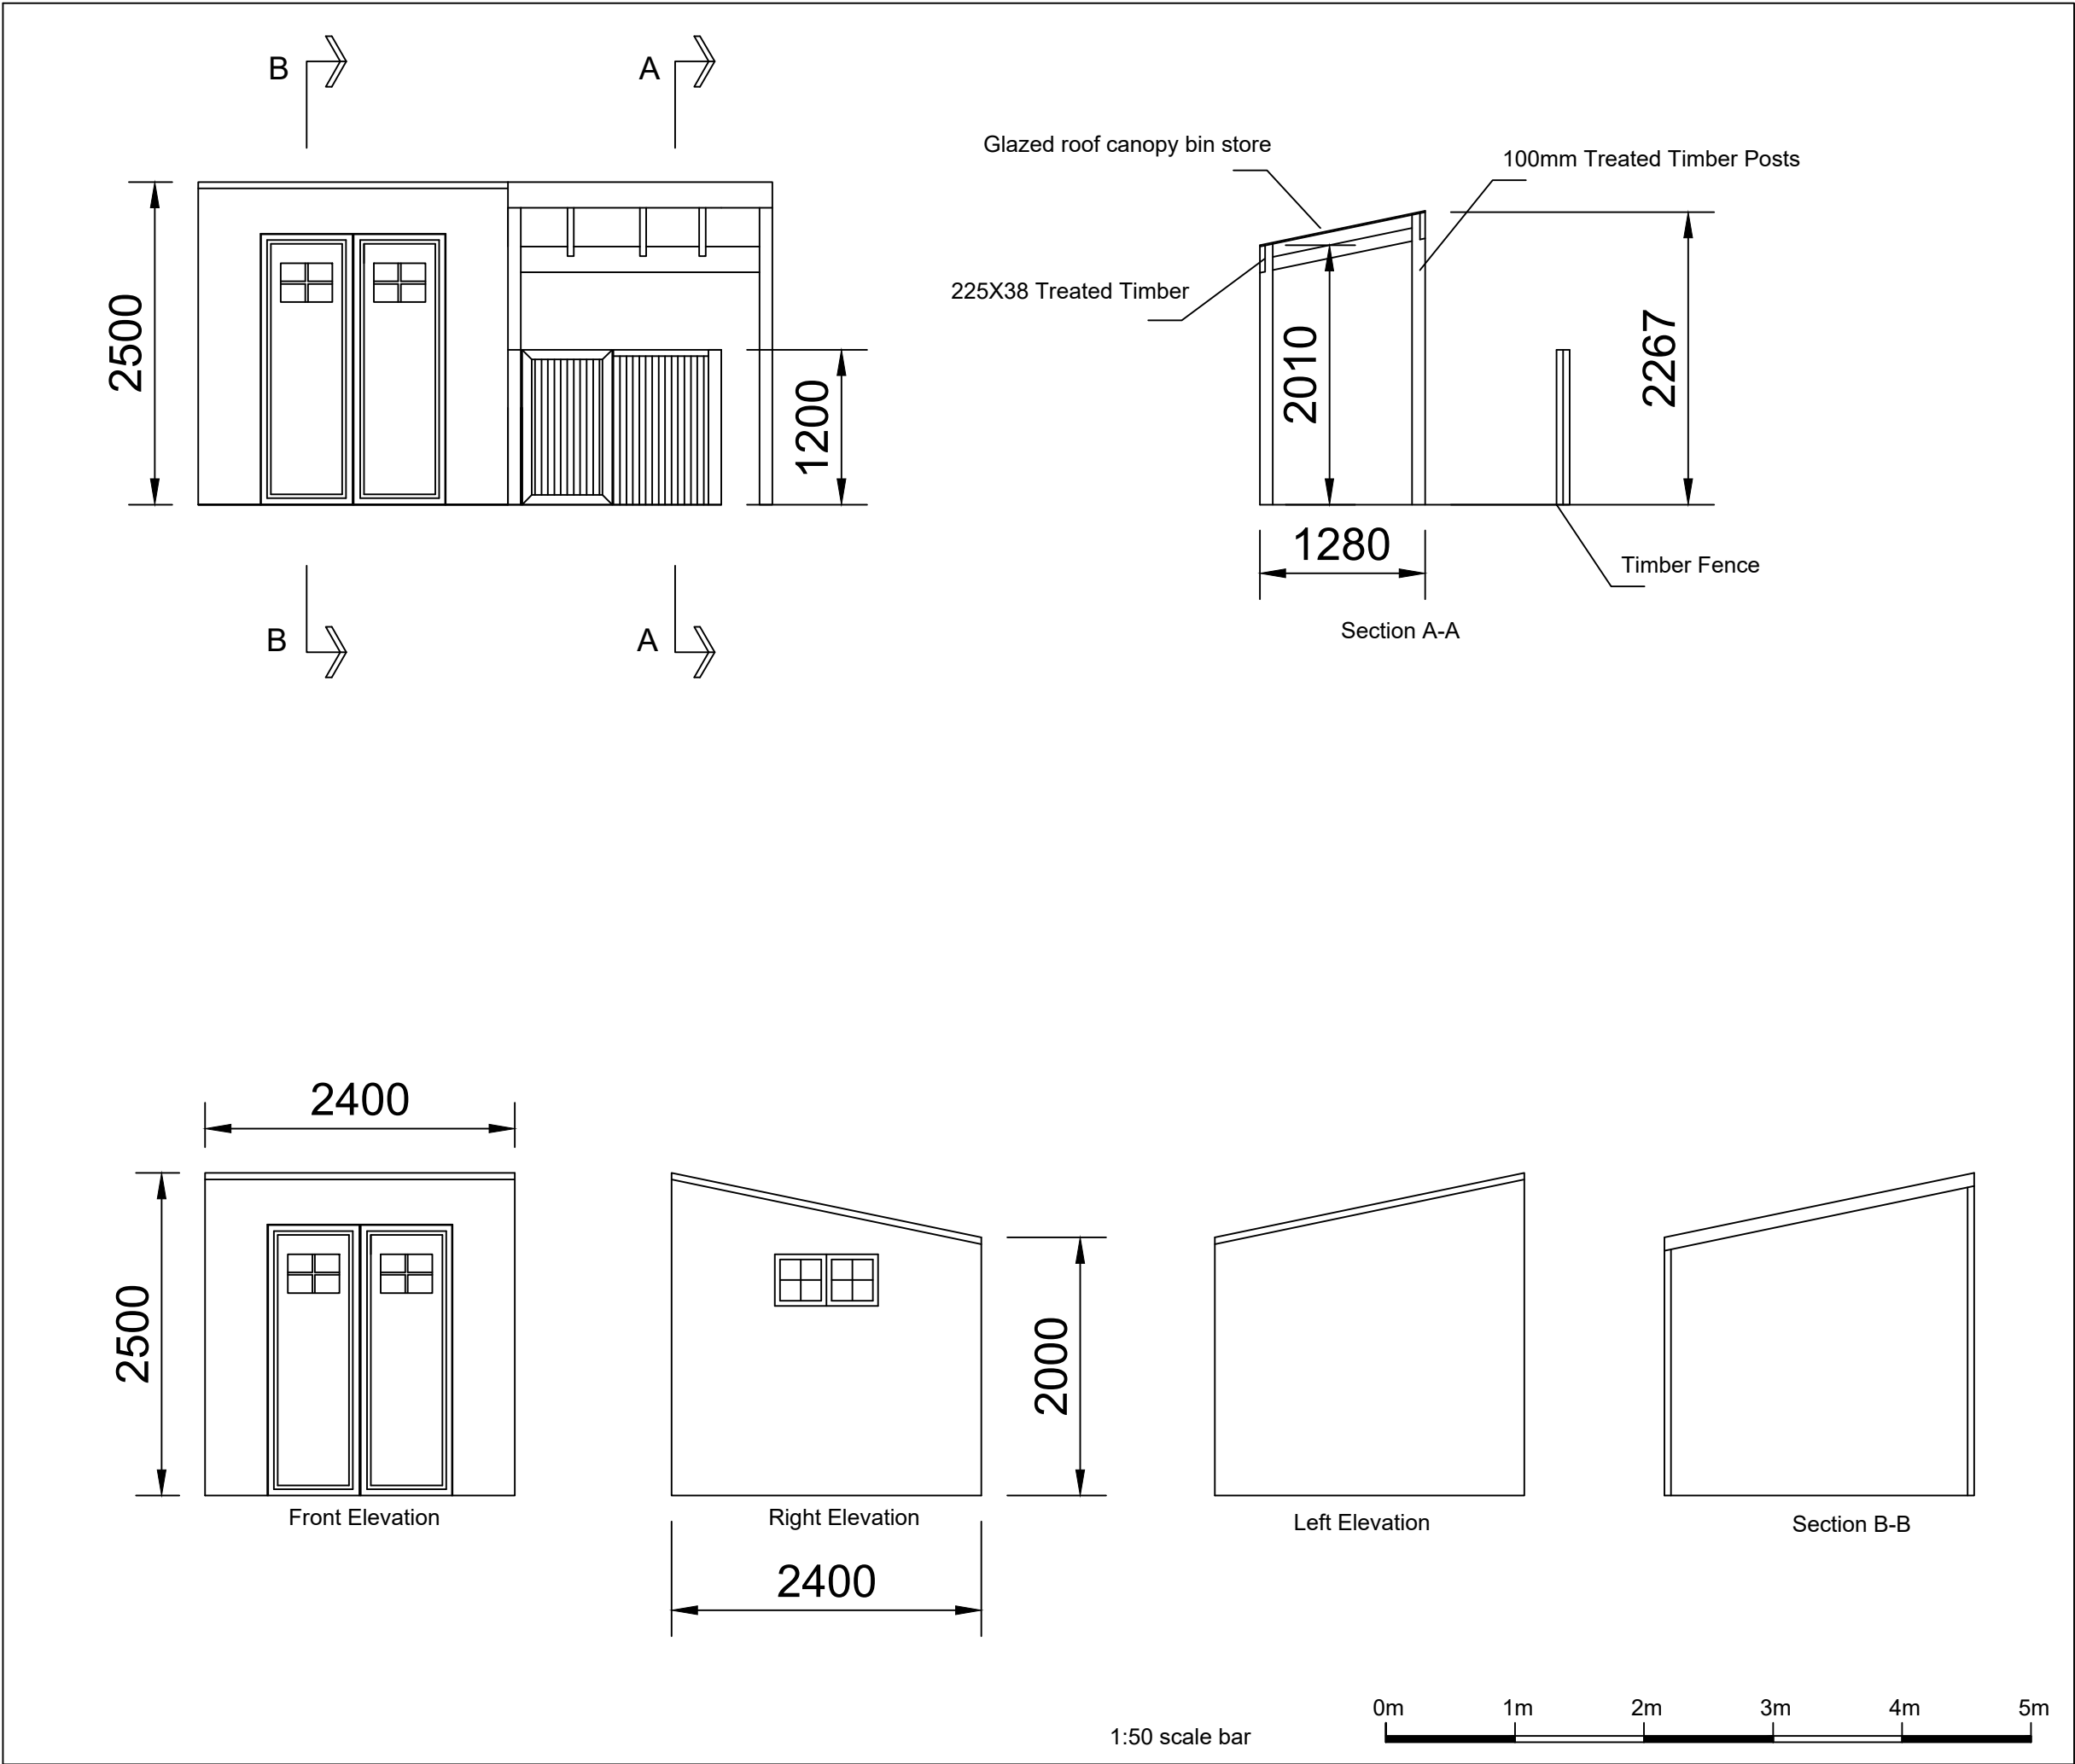 B
A
Glazed roof canopy bin store
100mm Treated Timber Posts
225X38 Treated Timber
2500
1200
2010
2267
1280
Timber Fence
B
A
Section A-A
2400
2500
2000
Front Elevation
Right Elevation
Left Elevation
Section B-B
2400
0m 1m 2m 3m 4m 5m
1:50 scale bar